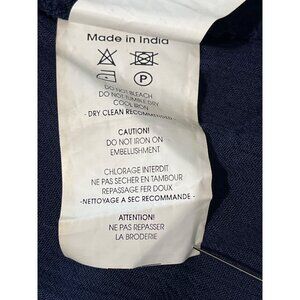 Made in India
P
DO NOT BLEACH
DO NOT TUMBLE DRY
COOL IRON
- DRY CLEAN RECOMMENDED -
CAUTION!
DO NOT IRON ON
EMBELLISHMENT
CHLORAGE INTERDIT
NE PAS SECHER EN TAMBOUR
REPASSAGE FER DOUX
-NETTOYAGE A SEC RECOMMANDE -
ATTENTION!
NE PAS REPASSER
LA BRODERIE